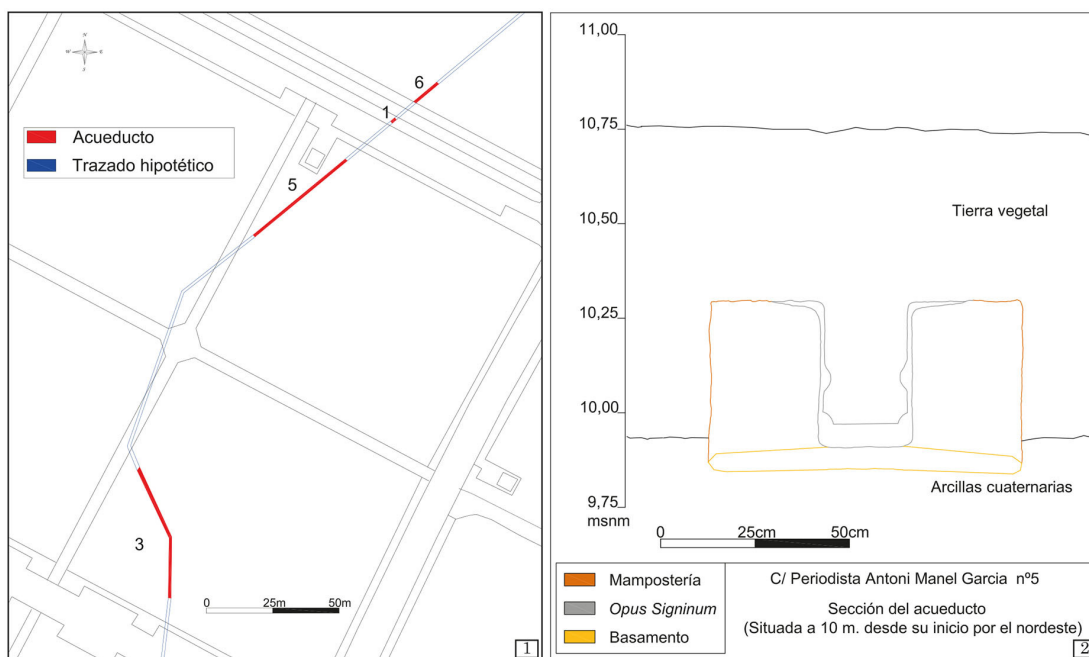 N
W
E
S
Acueducto
Trazado hipotético
6
1
5
3
0 25m 50m
1
11,00
10,75
10,50
10,25
10,00
9,75
msnm
Tierra vegetal
Arcillas cuaternarias
0 25cm 50cm
Mampostería
Opus Signinum
Basamento
C/ Periodista Antoni Manel Garcia nº5
Sección del acueducto
(Situada a 10 m. desde su inicio por el nordeste)
2